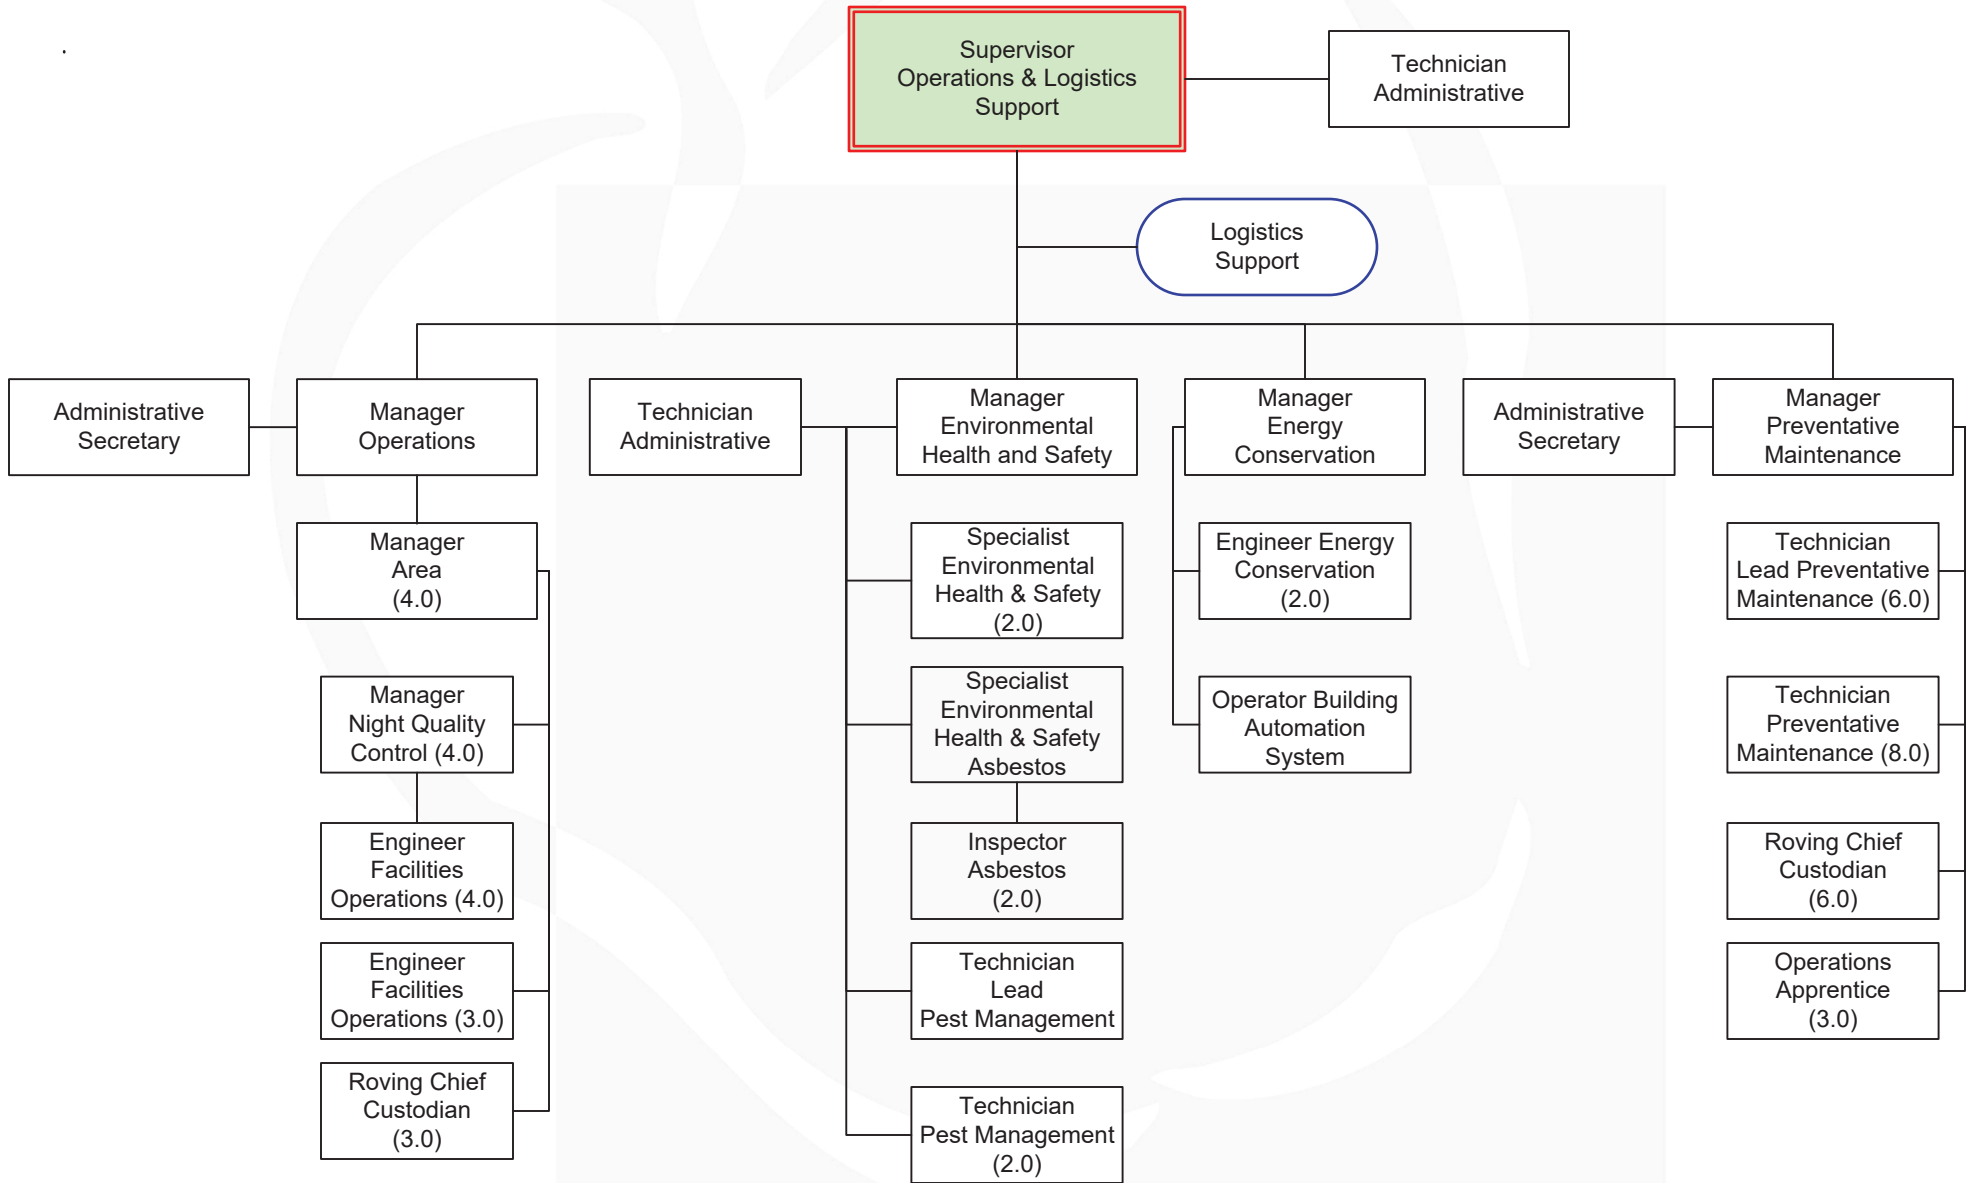 Supervisor
Operations & Logistics
Support
Technician
Administrative
Logistics
Support
Administrative
Secretary
Manager
Operations
Technician
Administrative
Manager
Environmental
Health and Safety
Manager
Energy
Conservation
Administrative
Secretary
Manager
Preventative
Maintenance
Manager
Area
(4.0)
Manager
Night Quality
Control (4.0)
Engineer
Facilities
Operations (4.0)
Engineer
Facilities
Operations (3.0)
Roving Chief
Custodian
(3.0)
Specialist
Environmental
Health & Safety
(2.0)
Specialist
Environmental
Health & Safety
Asbestos
Inspector
Asbestos
(2.0)
Technician
Lead
Pest Management
Technician
Pest Management
(2.0)
Engineer Energy
Conservation
(2.0)
Operator Building
Automation
System
Technician
Lead Preventative
Maintenance (6.0)
Technician
Preventative
Maintenance (8.0)
Roving Chief
Custodian
(6.0)
Operations
Apprentice
(3.0)